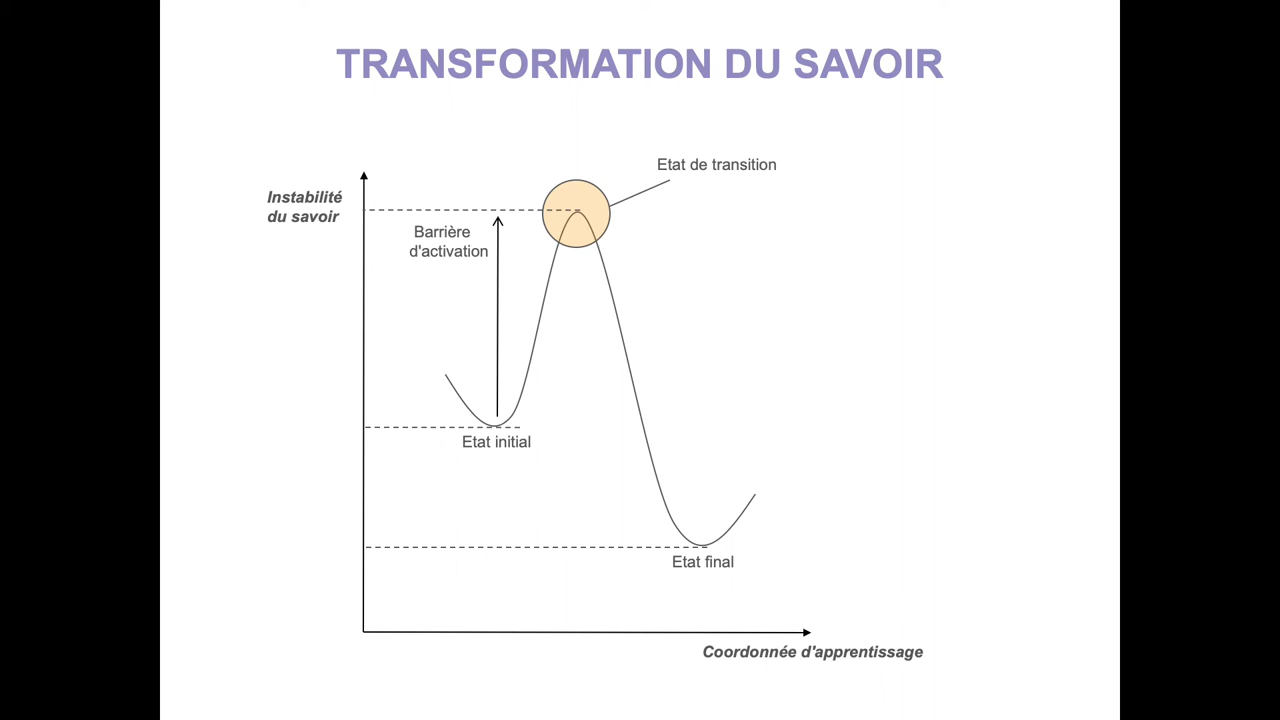 TRANSFORMATION DU SAVOIR
Etat de transition
Instabilité
du savoir
Barrière
d'activation
Etat initial
Etat final
Coordonnée d'apprentissage